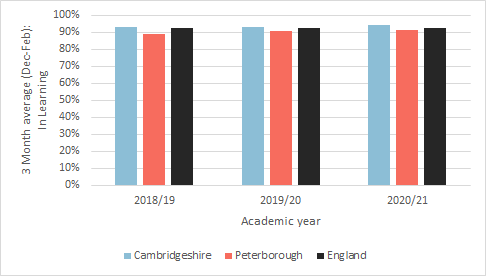 3 Month average (Dec-Feb):
In Learning
100%
90%
80%
70%
60%
50%
40%
30%
20%
10%
0%
2018/19 2019/20 2020/21
Academic year
Cambridgeshire Peterborough England